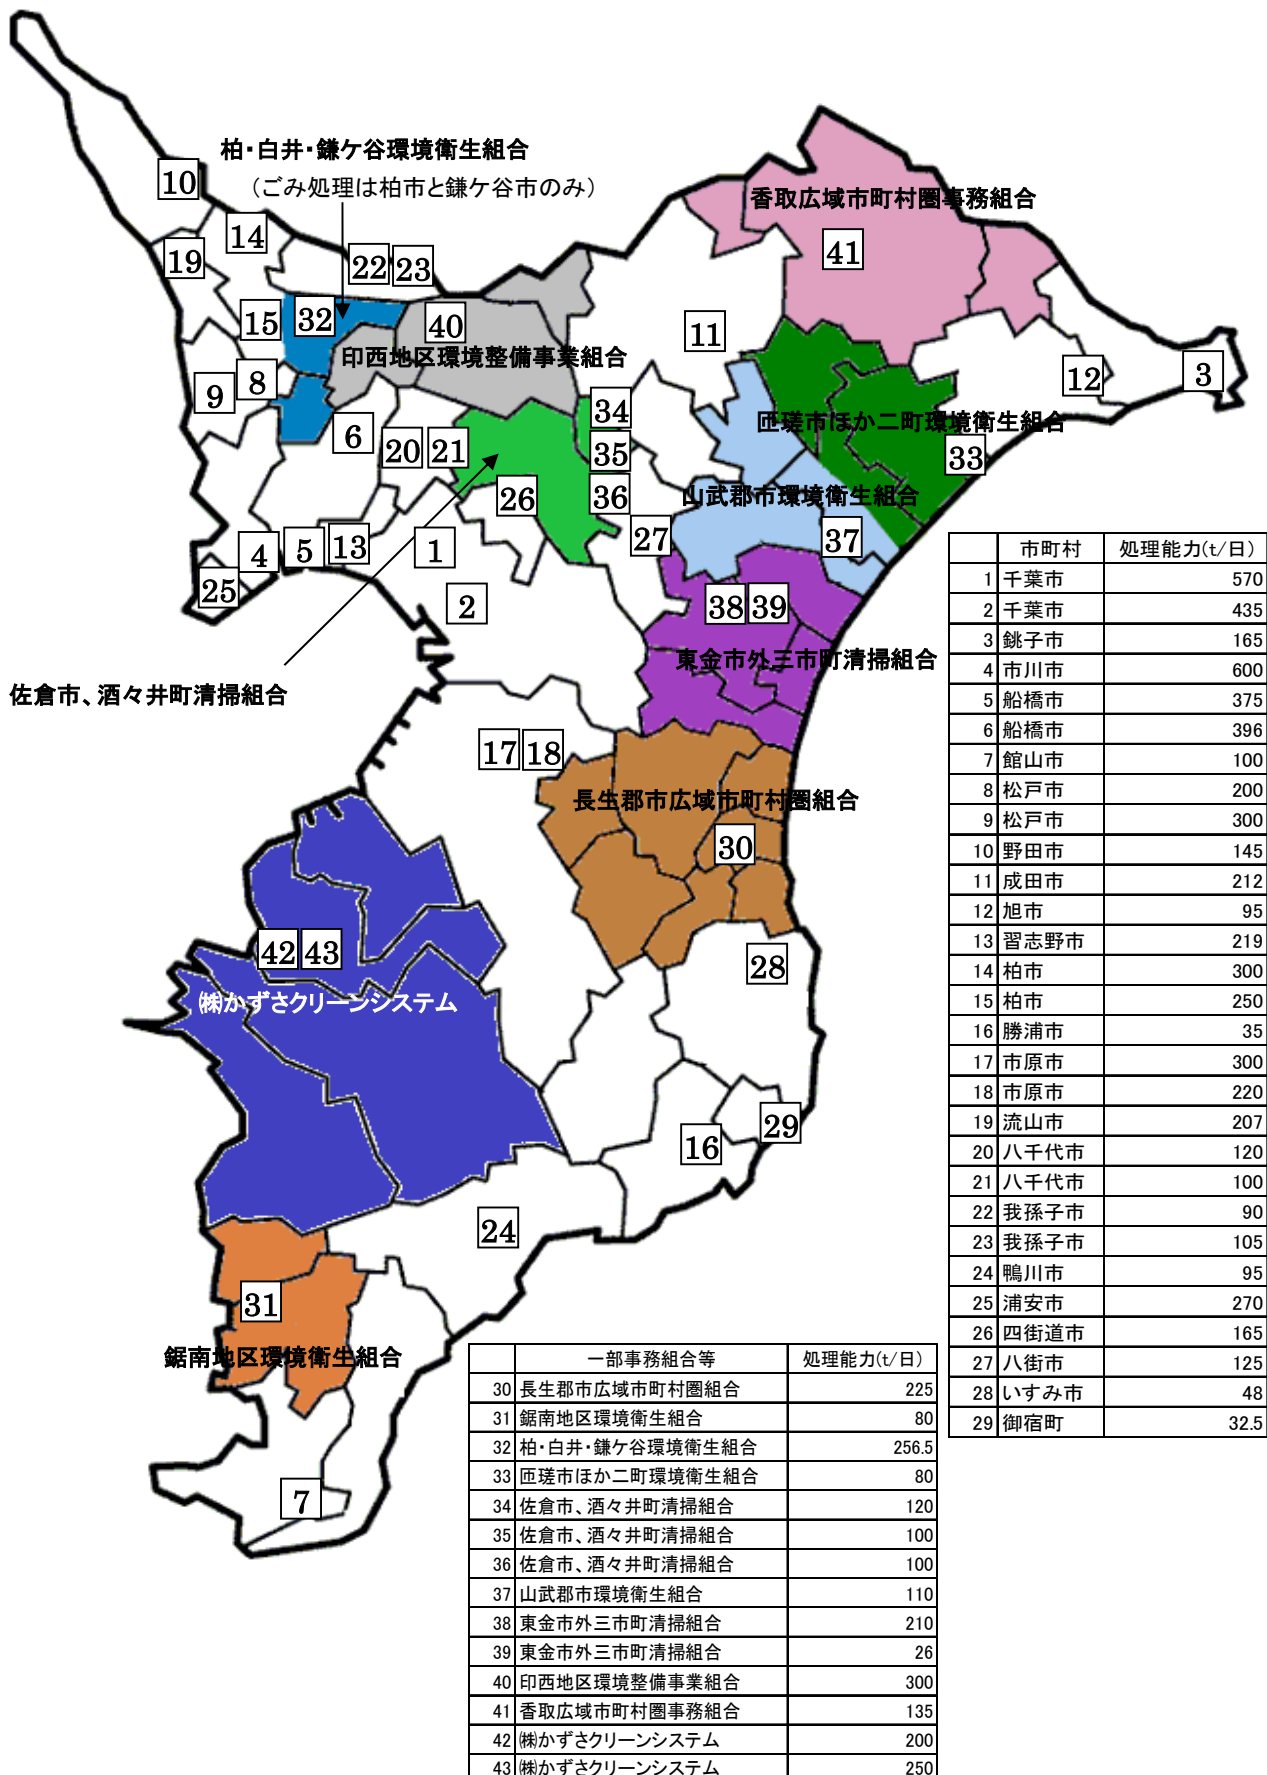 柏・白井・鎌ケ谷環境衛生組合
（ごみ処理は柏市と鎌ケ谷市のみ）
10
香取広域市町村圏事務組合
14
19
41
22
23
15
32
40
11
印西地区環境整備事業組合
12
3
9
8
34
匝瑳市ほか二町環境衛生組合
6
20
21
35
33
26
36
山武郡市環境衛生組合
27
37
4
5
13
1
25
2
38
39
東金市外三市町清掃組合
佐倉市、酒々井町清掃組合
17
18
長生郡市広域市町村圏組合
30
42
43
28
㈱かずさクリーンシステム
29
16
24
31
鋸南地区環境衛生組合
7
市町村 処理能力(t/日)
1 千葉市 570
2 千葉市 435
3 銚子市 165
4 市川市 600
5 船橋市 375
6 船橋市 396
7 館山市 100
8 松戸市 200
9 松戸市 300
10 野田市 145
11 成田市 212
12 旭市 95
13 習志野市 219
14 柏市 300
15 柏市 250
16 勝浦市 35
17 市原市 300
18 市原市 220
19 流山市 207
20 八千代市 120
21 八千代市 100
22 我孫子市 90
23 我孫子市 105
24 鴨川市 95
25 浦安市 270
26 四街道市 165
27 八街市 125
28 いすみ市 48
29 御宿町 32.5
一部事務組合等 処理能力(t/日)
30 長生郡市広域市町村圏組合 225
31 鋸南地区環境衛生組合 80
32 柏・白井・鎌ケ谷環境衛生組合 256.5
33 匝瑳市ほか二町環境衛生組合 80
34 佐倉市、酒々井町清掃組合 120
35 佐倉市、酒々井町清掃組合 100
36 佐倉市、酒々井町清掃組合 100
37 山武郡市環境衛生組合 110
38 東金市外三市町清掃組合 210
39 東金市外三市町清掃組合 26
40 印西地区環境整備事業組合 300
41 香取広域市町村圏事務組合 135
42 ㈱かずさクリーンシステム 200
43 ㈱かずさクリーンシステム 250